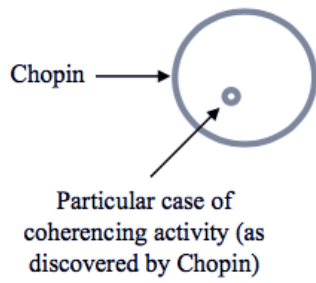 Chopin
Particular case of
coherencing activity (as
discovered by Chopin)